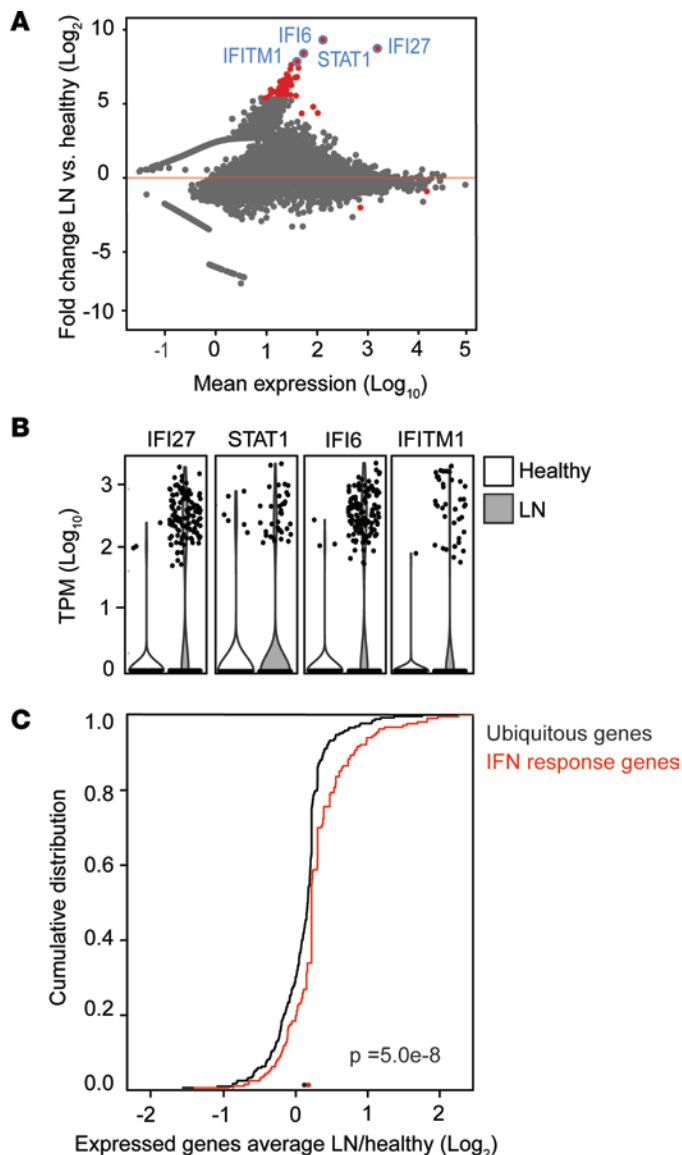 A
Fold change LN vs. healthy (Log2)
10
5
0
-5
-10
IFI6
IFITM1
STAT1
IFI27
-1 0 1 2 3 4 5
Mean expression (Log10)
B
IFI27 STAT1 IFI6 IFITM1
Healthy
LN
TPM (Log10)
3
2
1
0
C
Ubiquitous genes
IFN response genes
Cumulative distribution
1.0
0.8
0.6
0.4
0.2
0.0
p =5.0e-8
-2 -1 0 1 2
Expressed genes average LN/healthy (Log2)